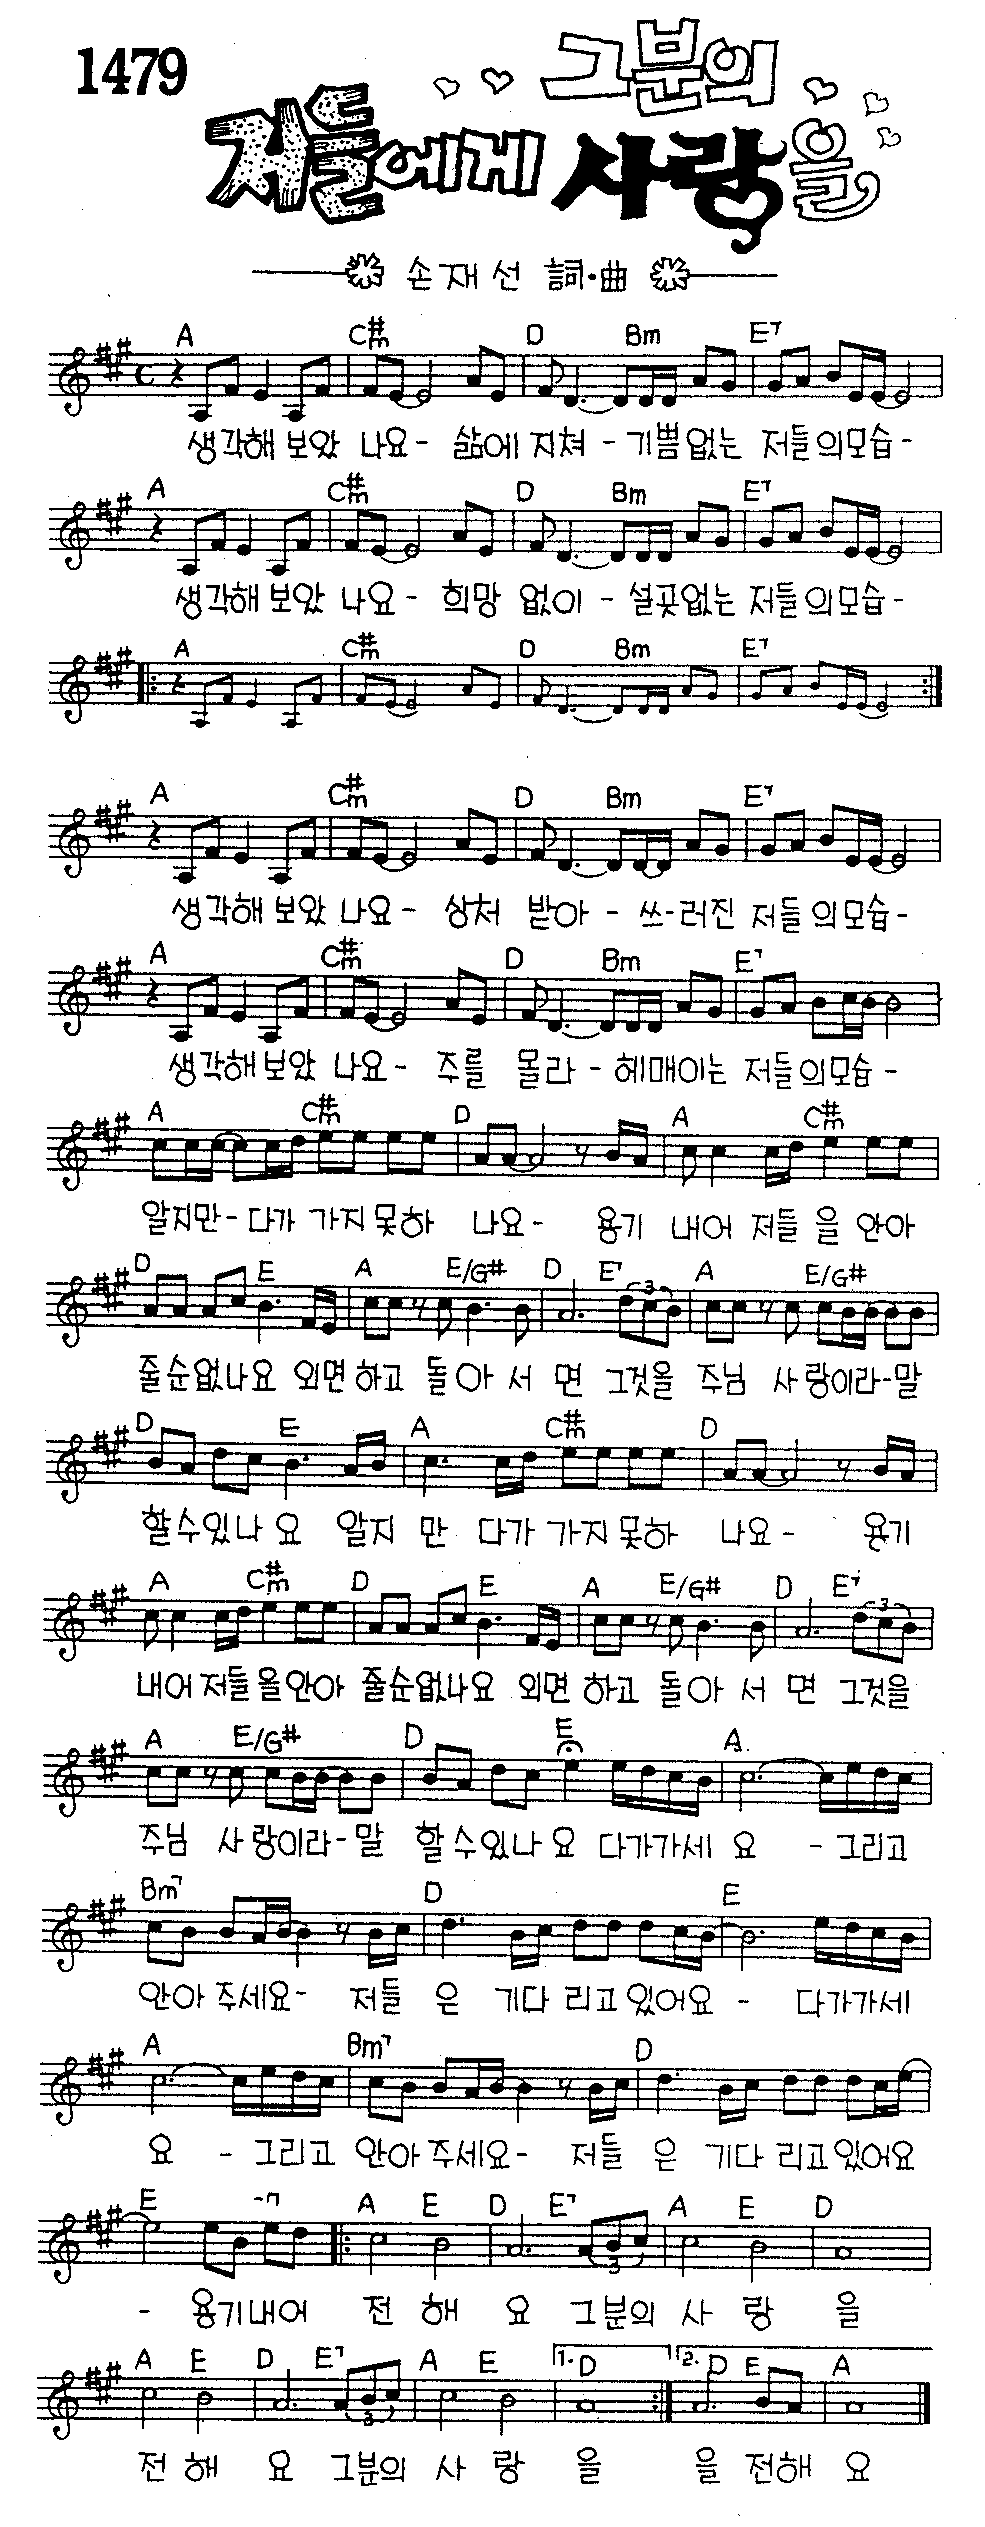 1479
그분의
저들에게 사랑을
손재선 詞·曲
A C#m D Bm E7
생각해 보았 나요- 삶에 지쳐 - 기쁨없는 저들의모습-
A C#m D Bm E7
생각해 보았 나요- 희망 없이 - 설곳없는 저들의모습-
A C#m D Bm E7
A C#m D Bm E7
생각해 보았 나요- 상처 받아 - 쓰-러진 저들의모습-
A C#m D Bm E7
생각해 보았 나요- 주를 몰라 - 헤매이는 저들의모습-
A C#m D A C#m
알지만-다가 가지못하 나요- 용기 내어 저들 을 안아
D E A E/G# D E7 3 A E/G#
줄순없나요 외면하고 돌아 서 면 그것을 주님 사랑이라-말
D E A C#m D
할수있나 요 알지 만 다가 가지못하 나요- 용기
A C#m D E A E/G# D E7 3
내어 저들을안아 줄순없나요 외면 하고 돌아 서 면 그것을
A E/G# D E A
주님 사랑이라-말 할수있나 요 다가가세 요 - 그리고
Bm7 D E
안아 주세요- 저들 은 기다 리고있어요 - 다가가세
A Bm7 D
요 - 그리고 안아주세요- 저들 은 기다 리고있어요
E A E D E7 3 A E D
- 용기내어 전 해 요 그분의 사 랑 을
A E D E7 3 A E 1. D 2. D E A
전 해 요 그분의 사 랑 을 을 전해 요